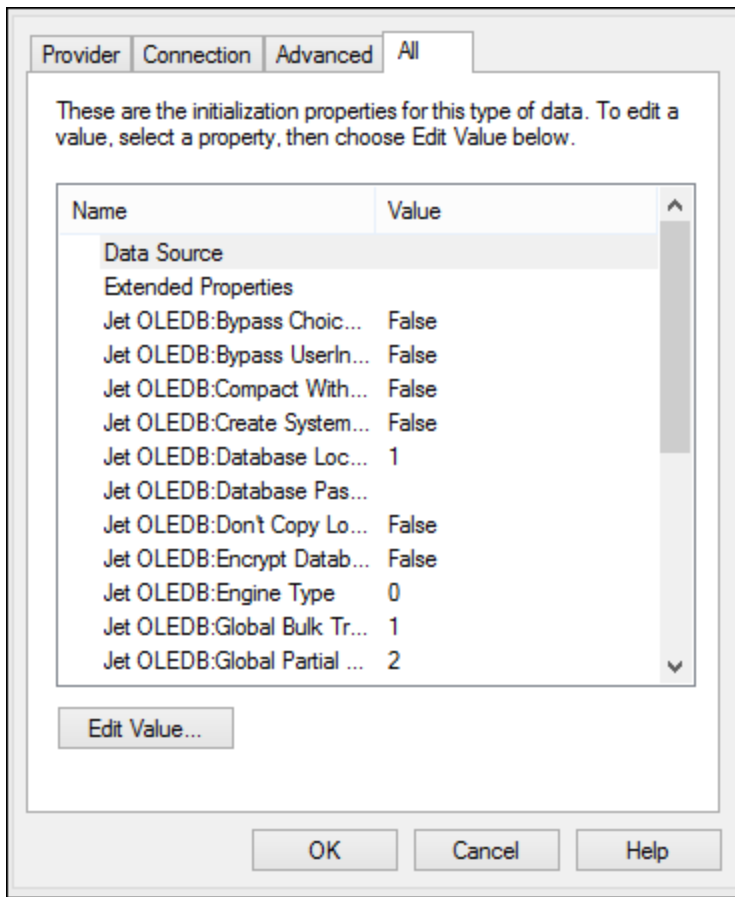 Provider Connection Advanced All
These are the initialization properties for this type of data. To edit a
value, select a property, then choose Edit Value below.
Name Value
Data Source
Extended Properties
Jet OLEDB:Bypass Choic... False
Jet OLEDB:Bypass UserIn... False
Jet OLEDB:Compact With... False
Jet OLEDB:Create System... False
Jet OLEDB:Database Loc... 1
Jet OLEDB:Database Pas...
Jet OLEDB:Don't Copy Lo... False
Jet OLEDB:Encrypt Datab... False
Jet OLEDB:Engine Type 0
Jet OLEDB:Global Bulk Tr... 1
Jet OLEDB:Global Partial ... 2
Edit Value...
OK Cancel Help